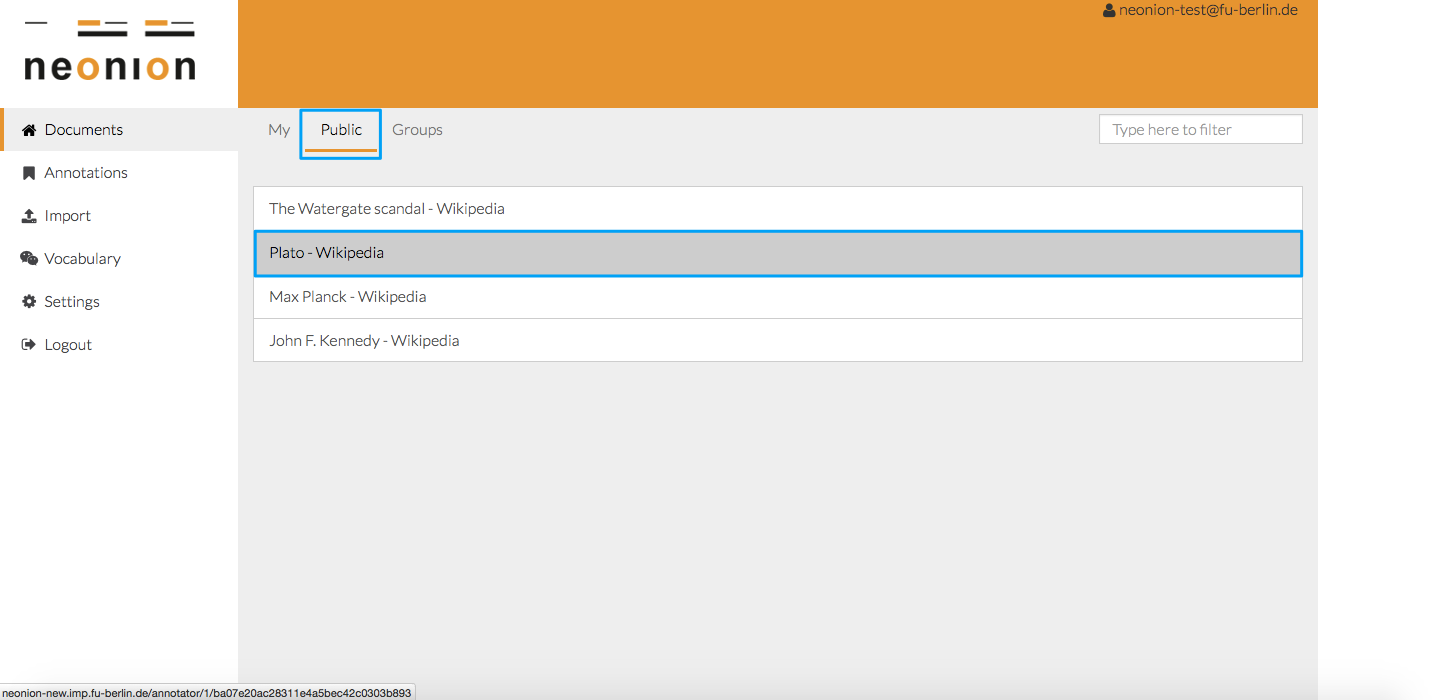 neonion
neonion-test@fu-berlin.de
Documents
Annotations
Import
Vocabulary
Settings
Logout
My Public Groups
Type here to filter
The Watergate scandal - Wikipedia
Plato - Wikipedia
Max Planck - Wikipedia
John F. Kennedy - Wikipedia
neonion-new.imp.fu-berlin.de/annotator/1/ba07e20ac28311e4a5bec42c0303b893